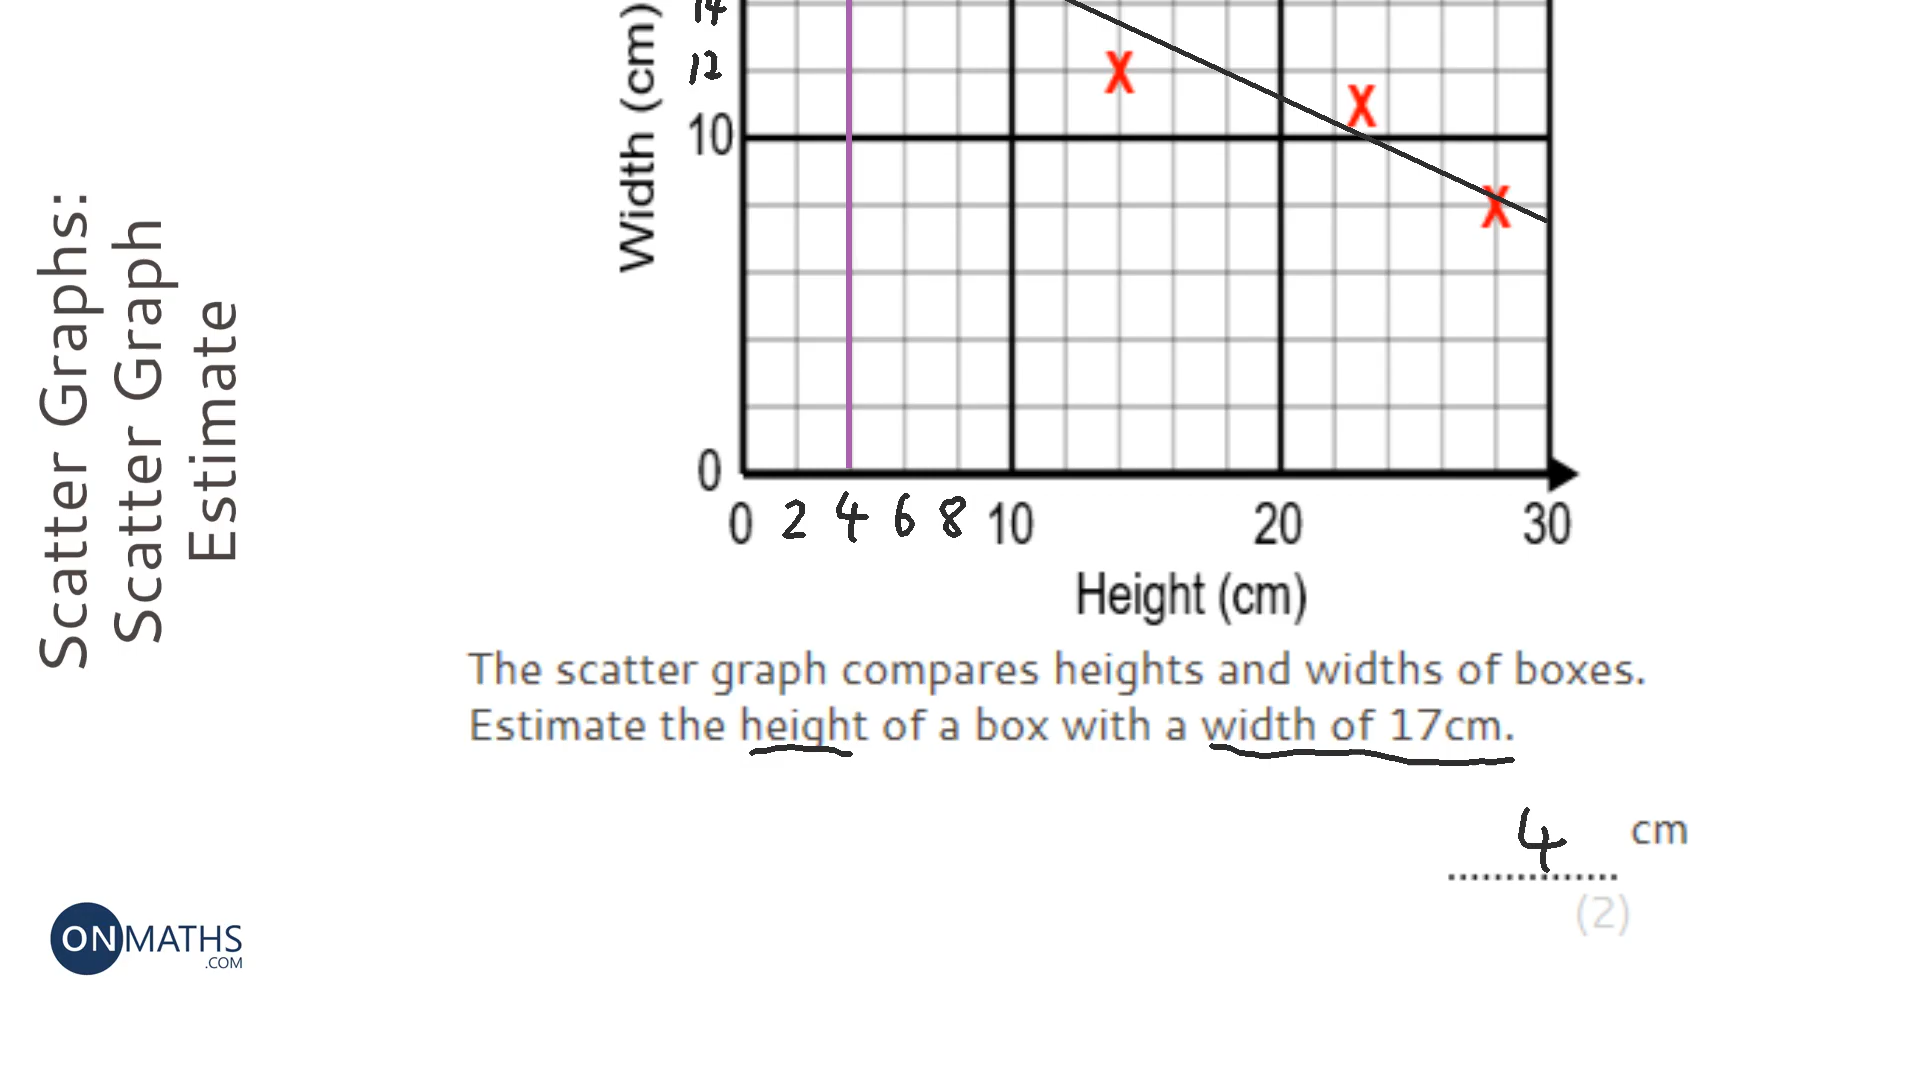 Scatter Graphs:
Scatter Graph
Estimate
Width (cm)
14
12
10
0
0 2 4 6 8 10 20 30
Height (cm)
The scatter graph compares heights and widths of boxes.
Estimate the height of a box with a width of 17cm.
4 cm
(2)
ONMATHS
.COM